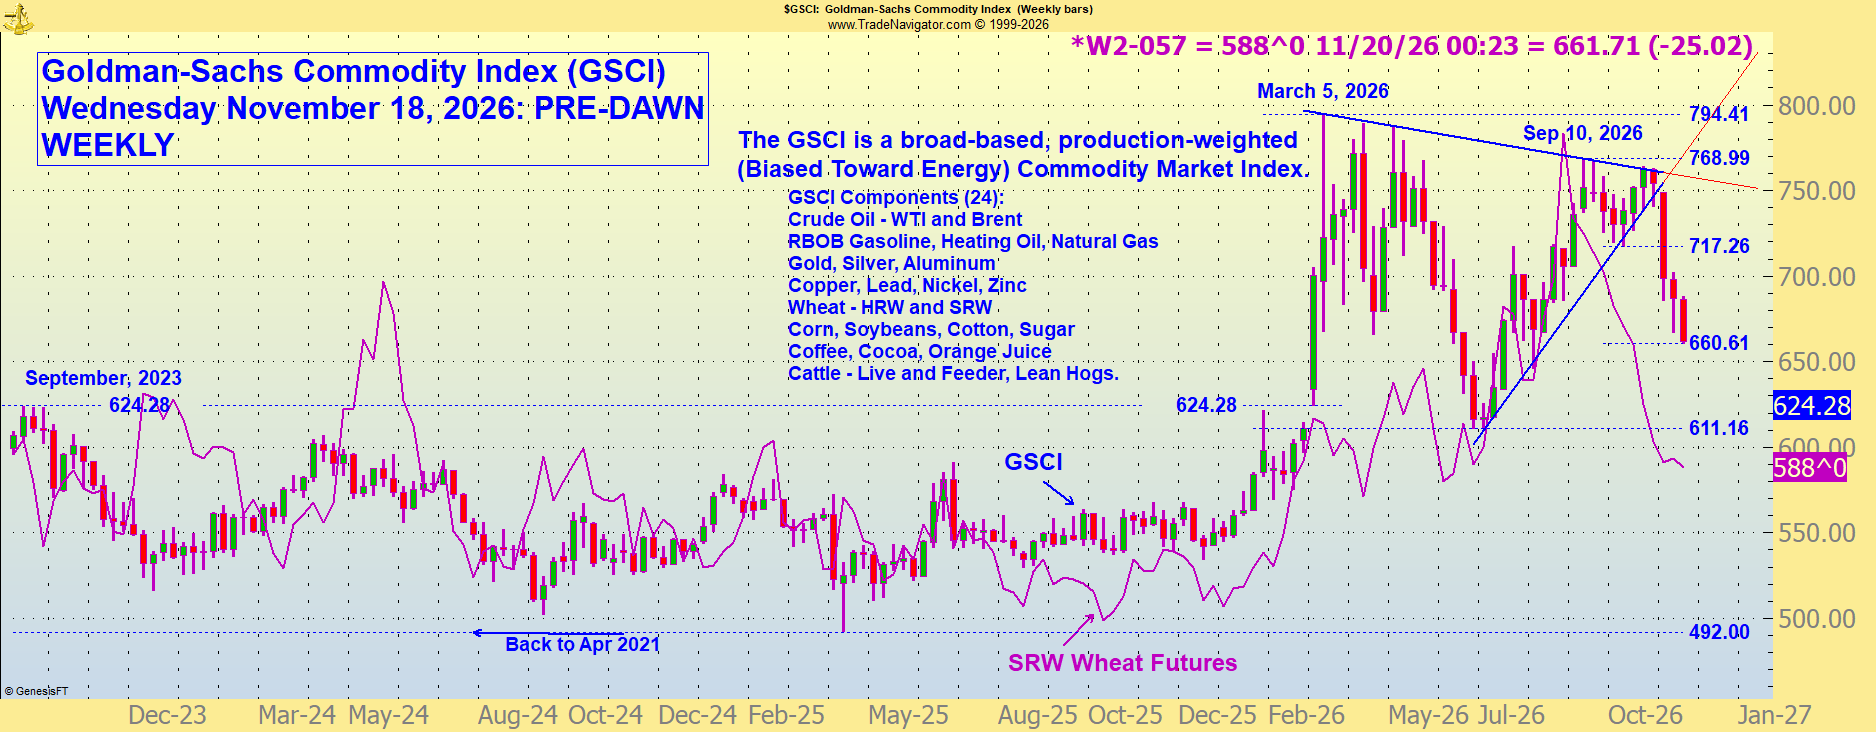 $GSCI: Goldman-Sachs Commodity Index (Weekly bars)
www.TradeNavigator.com © 1999-2026
*W2-057 = 588^0 11/20/26 00:23 = 661.71 (-25.02)
Goldman-Sachs Commodity Index (GSCI)
Wednesday November 18, 2026: PRE-DAWN
WEEKLY
March 5, 2026
The GSCI is a broad-based, production-weighted
(Biased Toward Energy) Commodity Market Index.
GSCI Components (24):
Crude Oil - WTI and Brent
RBOB Gasoline, Heating Oil, Natural Gas
Gold, Silver, Aluminum
Copper, Lead, Nickel, Zinc
Wheat - HRW and SRW
Corn, Soybeans, Cotton, Sugar
Coffee, Cocoa, Orange Juice
Cattle - Live and Feeder, Lean Hogs.
Sep 10, 2026
794.41
768.99
717.26
660.61
611.16
492.00
September, 2023
624.28
624.28
GSCI
SRW Wheat Futures
Back to Apr 2021
800.00
750.00
700.00
650.00
624.28
600.00
588^0
550.00
500.00
© GenesisFT
Dec-23 Mar-24 May-24 Aug-24 Oct-24 Dec-24 Feb-25 May-25 Aug-25 Oct-25 Dec-25 Feb-26 May-26 Jul-26 Oct-26 Jan-27